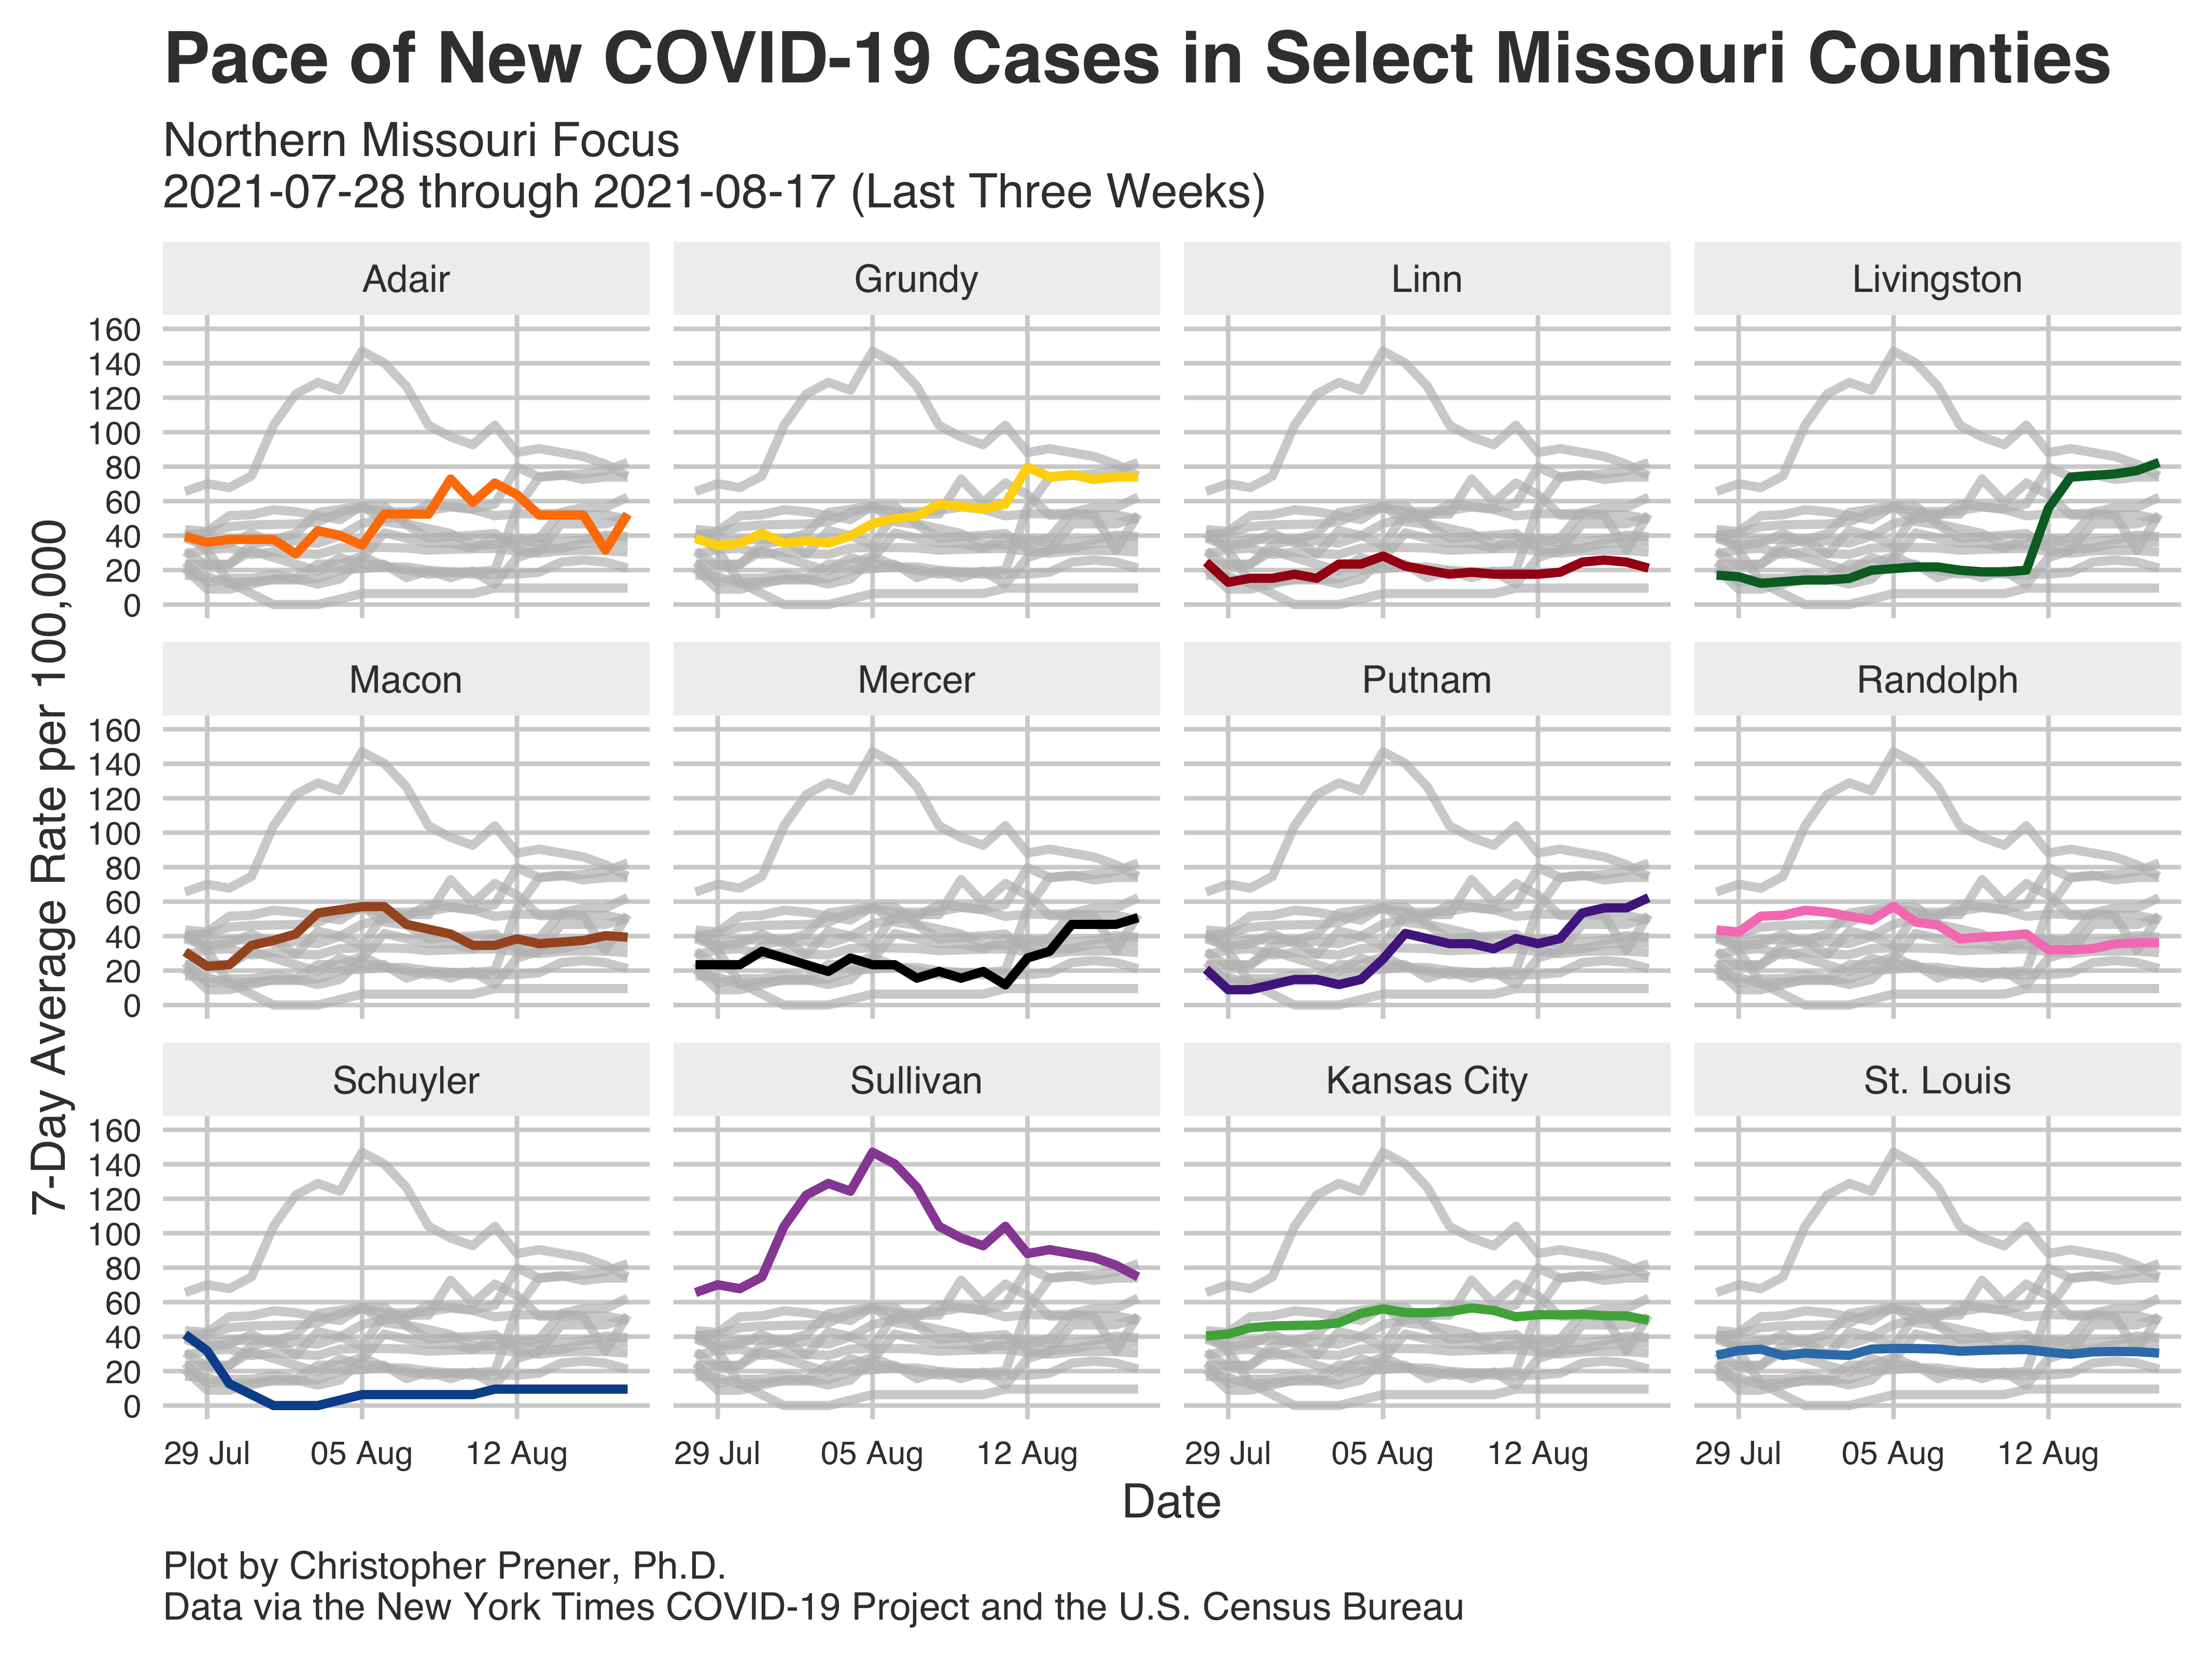 Pace of New COVID-19 Cases in Select Missouri Counties
Northern Missouri Focus
2021-07-28 through 2021-08-17 (Last Three Weeks)
7-Day Average Rate per 100,000
Adair
Grundy
Linn
Livingston
160
140
120
100
80
60
40
20
0
Macon
Mercer
Putnam
Randolph
160
140
120
100
80
60
40
20
0
Schuyler
Sullivan
Kansas City
St. Louis
160
140
120
100
80
60
40
20
0
29 Jul 05 Aug 12 Aug
29 Jul 05 Aug 12 Aug
29 Jul 05 Aug 12 Aug
29 Jul 05 Aug 12 Aug
Date
Plot by Christopher Prener, Ph.D.
Data via the New York Times COVID-19 Project and the U.S. Census Bureau